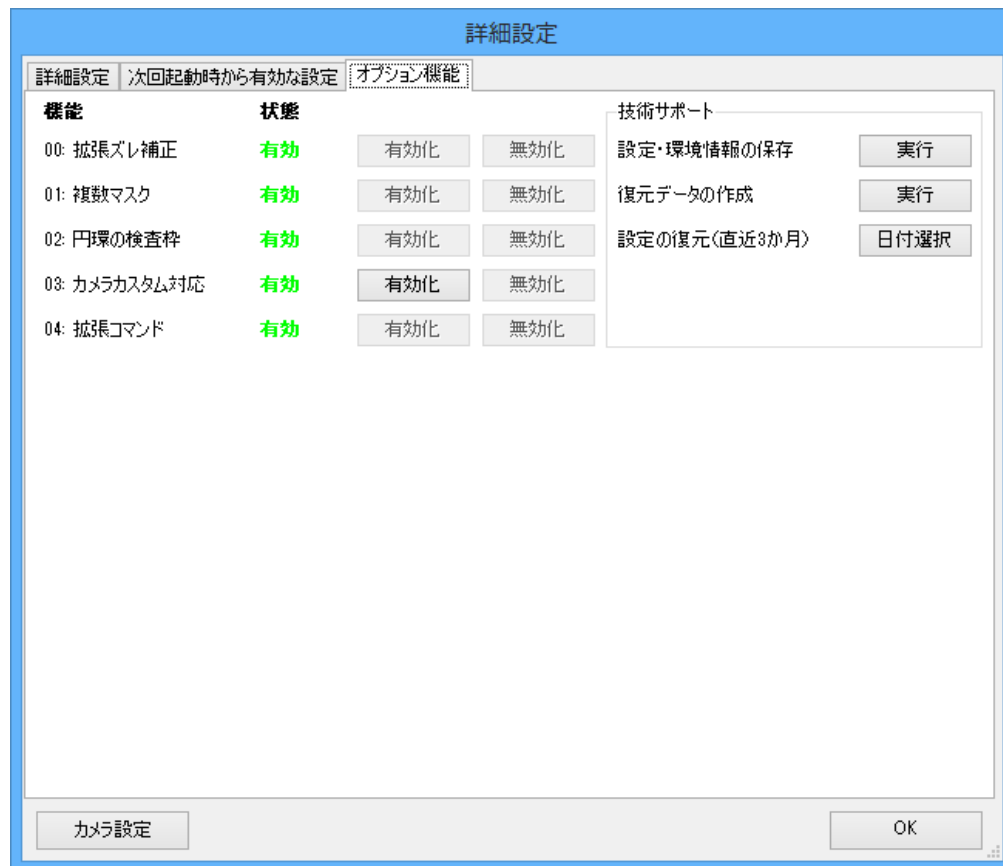 詳細設定
詳細設定 次回起動時から有効な設定 オプション機能
機能 状態 技術サポート
00: 拡張ズレ補正 有効 有効化 無効化 設定・環境情報の保存 実行
01: 複数マスク 有効 有効化 無効化 復元データの作成 実行
02: 円環の検査枠 有効 有効化 無効化 設定の復元(直近3か月) 日付選択
03: カメラカスタム対応 有効 有効化 無効化
04: 拡張コマンド 有効 有効化 無効化
カメラ設定 OK